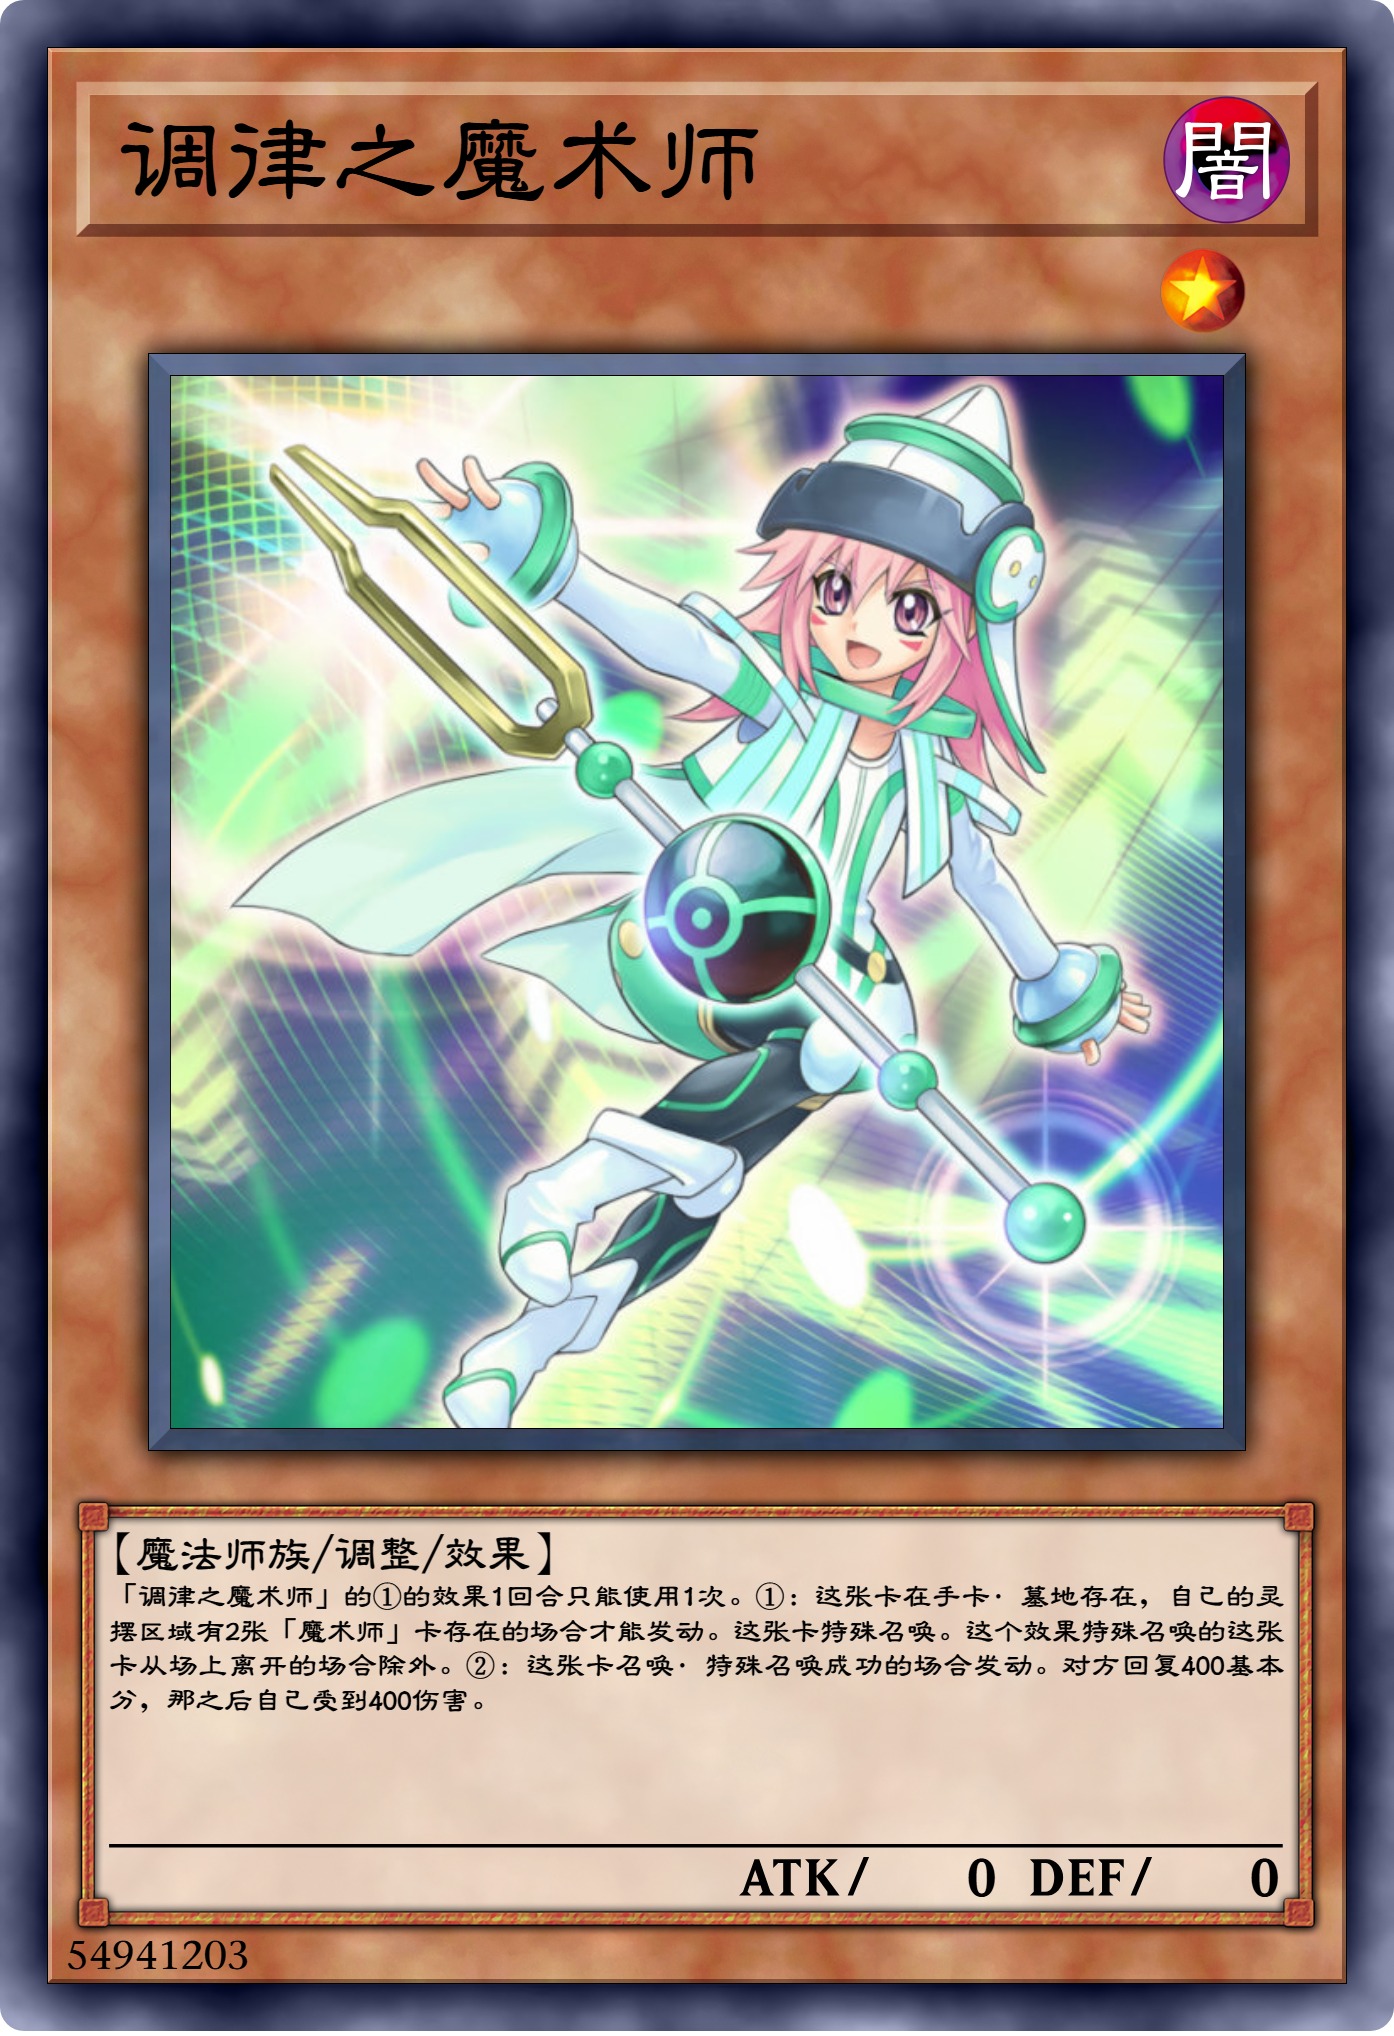 调律之魔术师
闇
【魔法师族/调整/效果】
「调律之魔术师」的①的效果1回合只能使用1次。①：这张卡在手卡·墓地存在，自己的灵
摆区域有2张「魔术师」卡存在的场合才能发动。这张卡特殊召唤。这个效果特殊召唤的这张
卡从场上离开的场合除外。②：这张卡召唤·特殊召唤成功的场合发动。对方回复400基本
分，那之后自己受到400伤害。
ATK/ 0 DEF/ 0
54941203